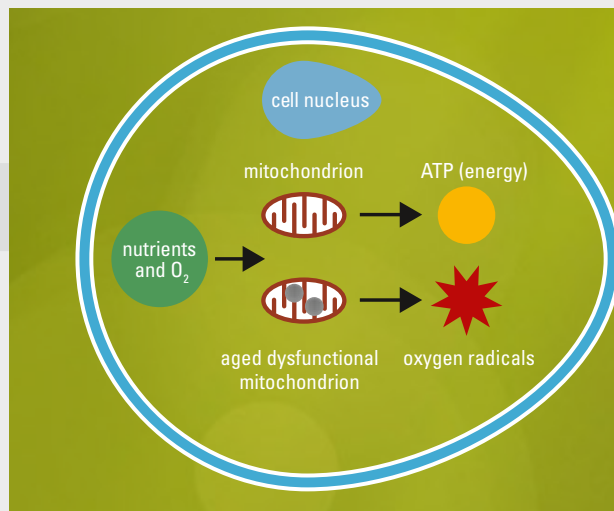 cell nucleus
mitochondrion
ATP (energy)
nutrients
and O₂
aged dysfunctional
mitochondrion
oxygen radicals